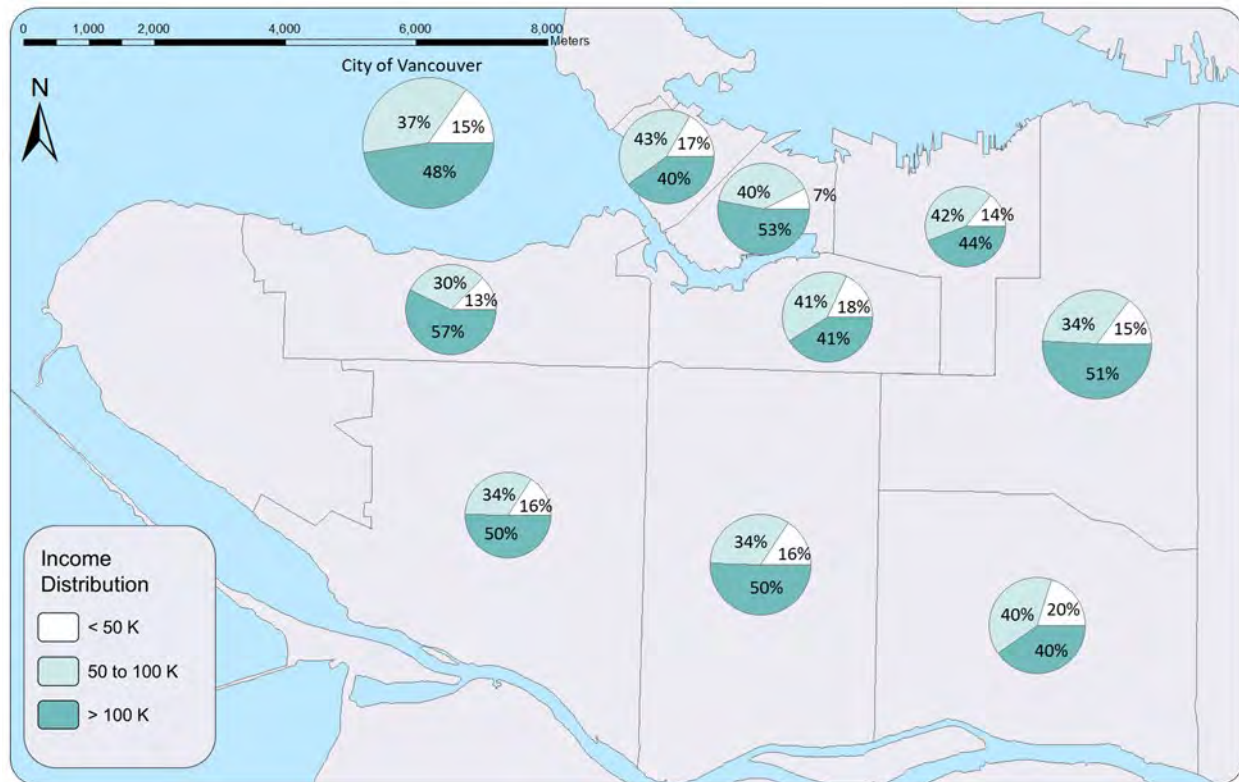 0 1,000 2,000 4,000 6,000 8,000
Meters
City of Vancouver
N
37% 15%
48%
43% 17%
40%
40% 7%
53%
42% 14%
44%
30%
13%
57%
41% 18%
41%
34% 15%
51%
34% 16%
50%
34% 16%
50%
40% 20%
40%
Income
Distribution
< 50 K
50 to 100 K
> 100 K